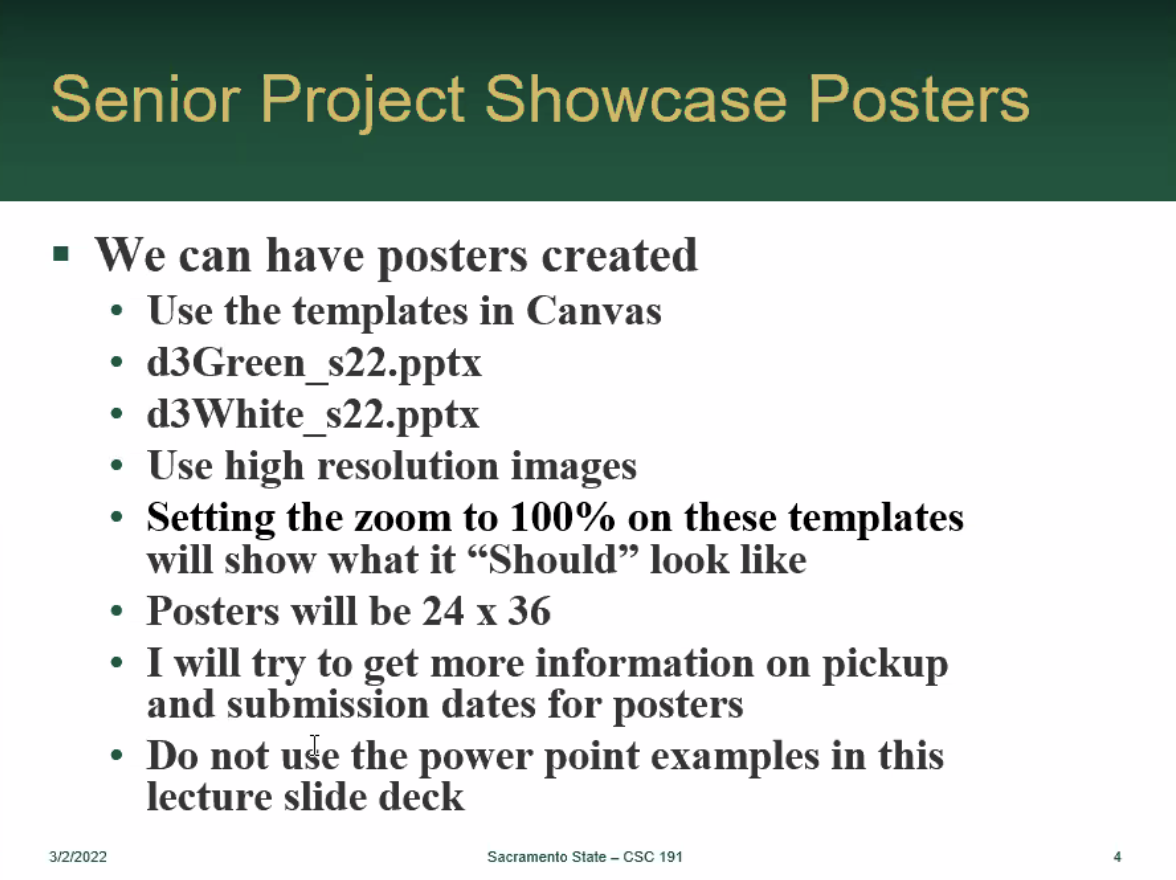 Senior Project Showcase Posters
We can have posters created
Use the templates in Canvas
d3Green_s22.pptx
d3White_s22.pptx
Use high resolution images
Setting the zoom to 100% on these templates
will show what it “Should” look like
Posters will be 24 x 36
I will try to get more information on pickup
and submission dates for posters
Do not use the power point examples in this
lecture slide deck
3/2/2022
Sacramento State – CSC 191
4